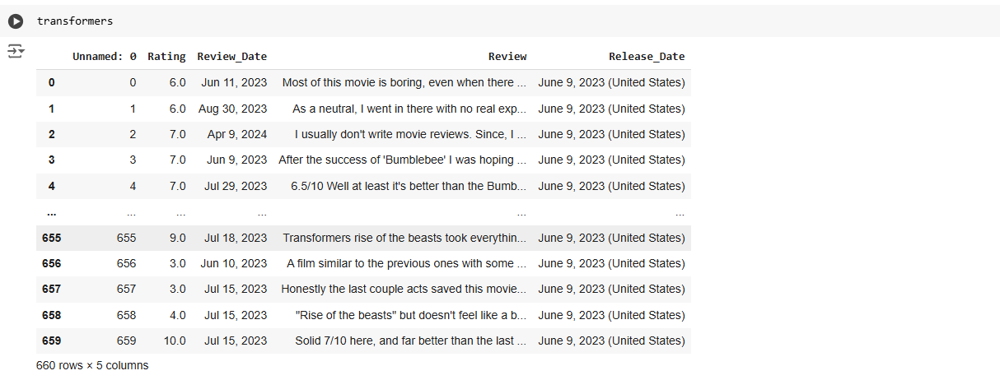 transformers
Unnamed: 0 Rating Review_Date Review Release_Date
0 0 6.0 Jun 11, 2023 Most of this movie is boring, even when there ... June 9, 2023 (United States)
1 1 6.0 Aug 30, 2023 As a neutral, I went in there with no real exp... June 9, 2023 (United States)
2 2 7.0 Apr 9, 2024 I usually don't write movie reviews. Since, I ... June 9, 2023 (United States)
3 3 7.0 Jun 9, 2023 After the success of 'Bumblebee' I was hoping ... June 9, 2023 (United States)
4 4 7.0 Jul 29, 2023 6.5/10 Well at least it's better than the Bumb... June 9, 2023 (United States)
... ... ... ... ... ...
655 655 9.0 Jul 18, 2023 Transformers rise of the beasts took everythin... June 9, 2023 (United States)
656 656 3.0 Jun 10, 2023 A film similar to the previous ones with some ... June 9, 2023 (United States)
657 657 3.0 Jul 15, 2023 Honestly the last couple acts saved this movie... June 9, 2023 (United States)
658 658 4.0 Jul 15, 2023 "Rise of the beasts" but doesn't feel like a b... June 9, 2023 (United States)
659 659 10.0 Jul 15, 2023 Solid 7/10 here, and far better than the last ... June 9, 2023 (United States)
660 rows × 5 columns